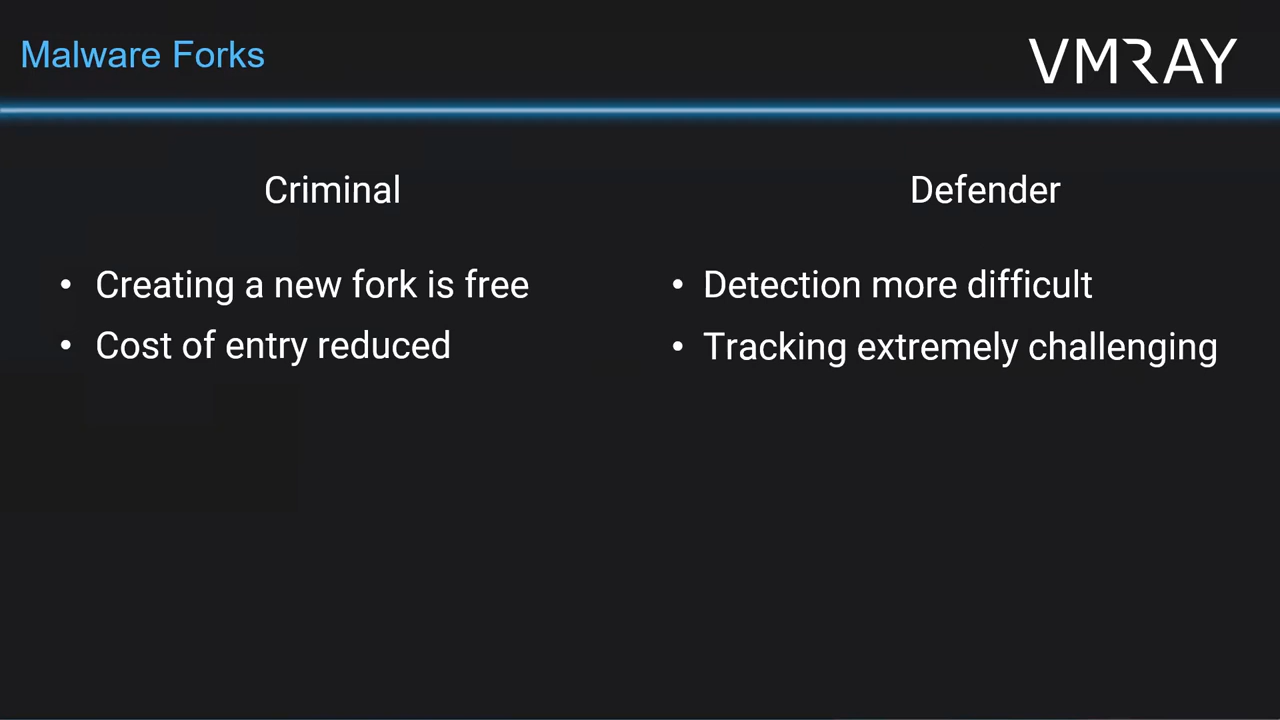 Malware Forks
VMRAY
Criminal
• Creating a new fork is free
• Cost of entry reduced
Defender
• Detection more difficult
• Tracking extremely challenging